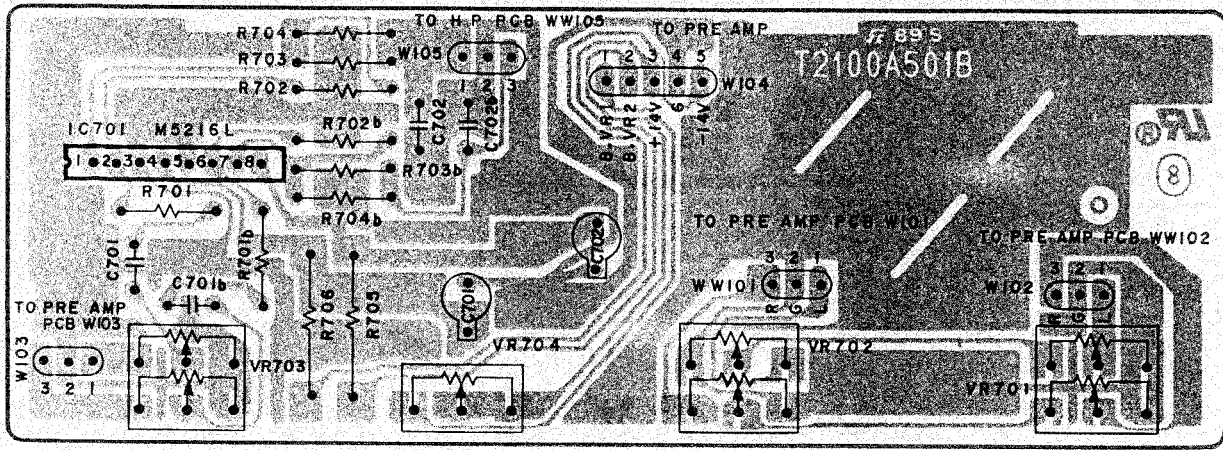 R704
R703
R702
TO H.P PCB WW105
W105
1 2 3
C702
C702b
TO PRE AMP
1 2 3 4 5
W104
B-VR1
B-VR2
+14V
G
-14V
89 S
T2100A501B
8
IC701 M5216L
1 2 3 4 5 6 7 8
R702b
R703b
R704b
R701
C701
R701b
C701b
R706
R705
C702
C701
TO PRE AMP PCB W101
3 2 1
WW101
R G L
TO PRE AMP PCB WW102
3 2 1
W102
R G L
TO PRE AMP
PCB W103
W103
3 2 1
VR703
VR704
VR702
VR701